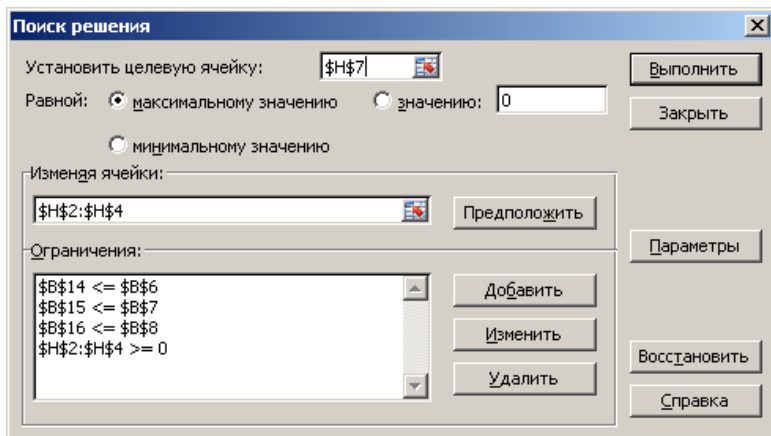 Поиск решения
Установить целевую ячейку: $H$7 Выполнить
Равной: максимальному значению значению: 0 Закрыть
минимальному значению
Изменяя ячейки:
$H$2:$H$4 Предположить
Ограничения: Параметры
$B$14 <= $B$6 Добавить
$B$15 <= $B$7
$B$16 <= $B$8 Изменить
$H$2:$H$4 >= 0 Восстановить
Удалить
Справка